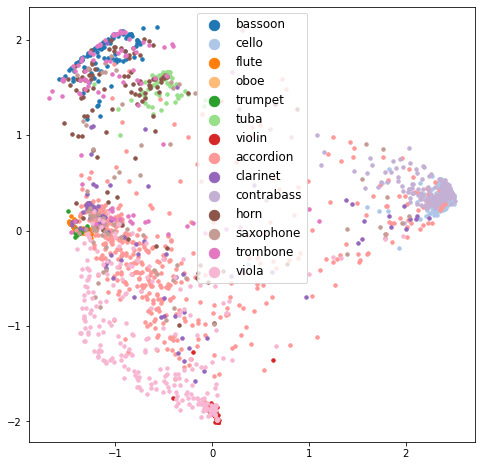 2
1
0
−1
−2
bassoon
cello
flute
oboe
trumpet
tuba
violin
accordion
clarinet
contrabass
horn
saxophone
trombone
viola
−1
0
1
2